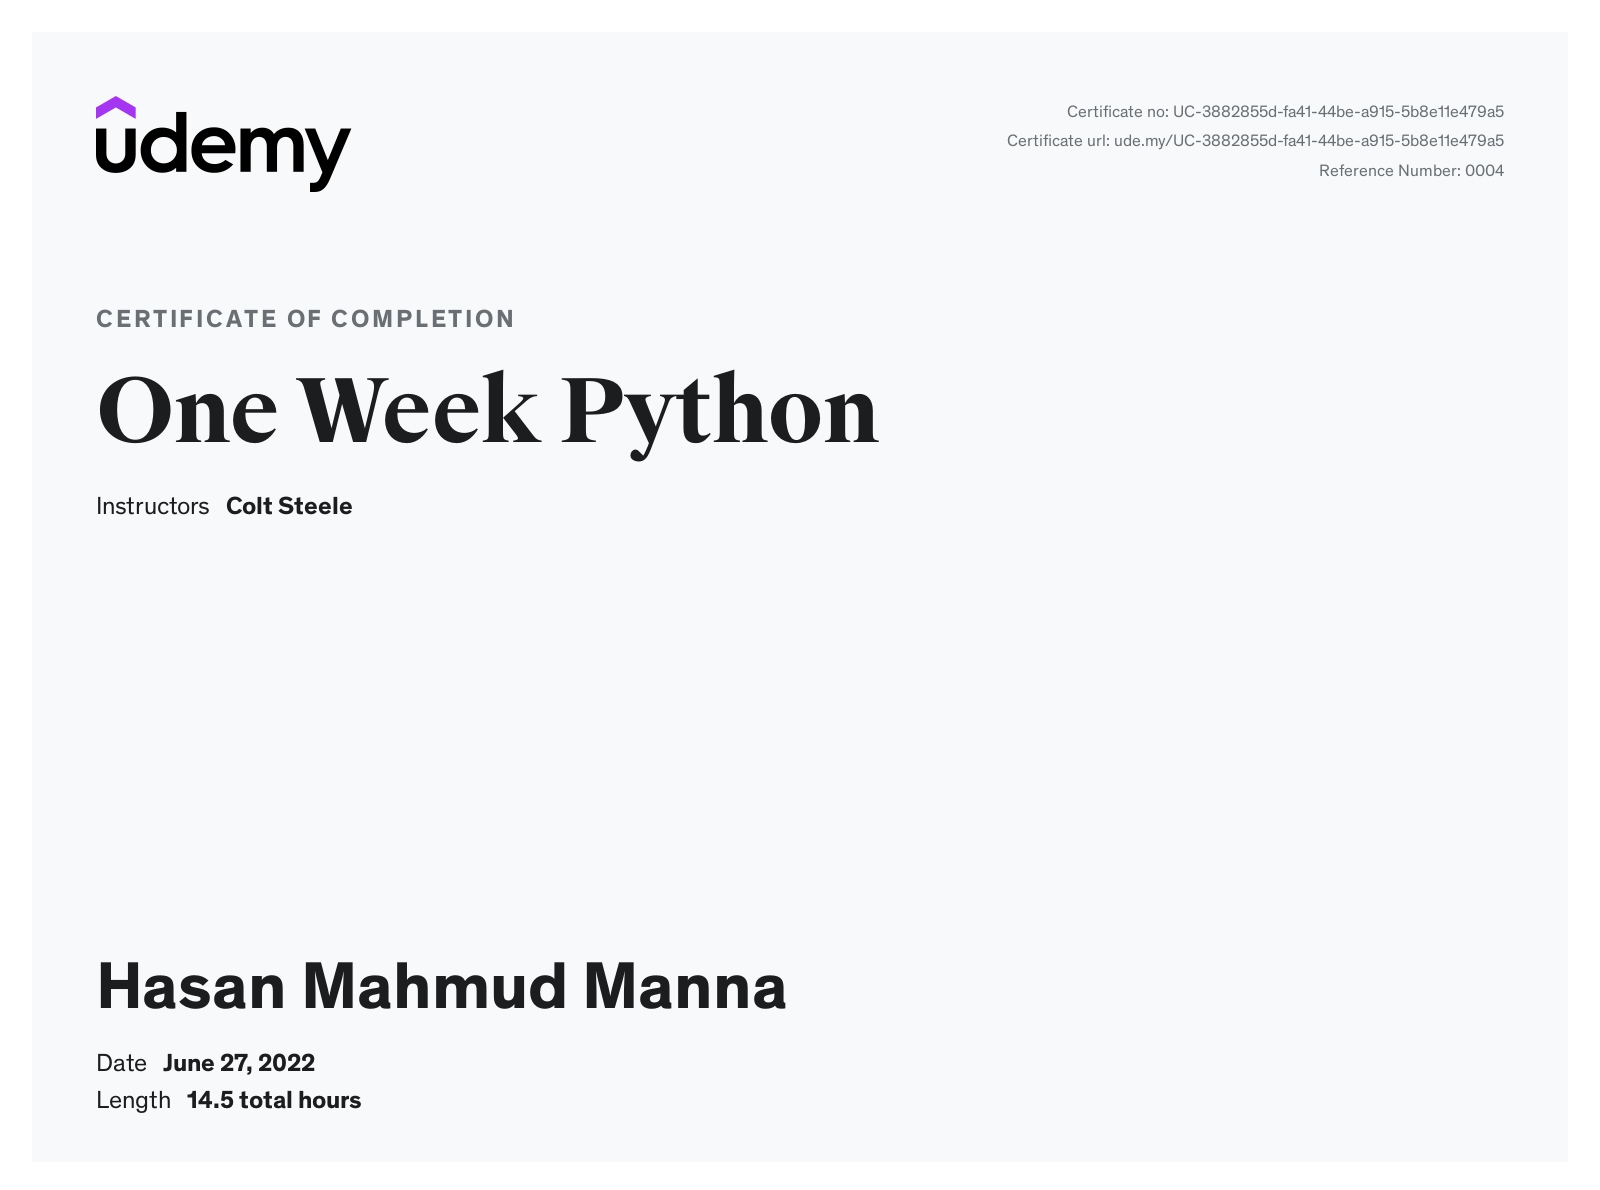 udemy
Certificate no: UC-3882855d-fa41-44be-a915-5b8e11e479a5
Certificate url: ude.my/UC-3882855d-fa41-44be-a915-5b8e11e479a5
Reference Number: 0004
CERTIFICATE OF COMPLETION
One Week Python
Instructors Colt Steele
Hasan Mahmud Manna
Date June 27, 2022
Length 14.5 total hours